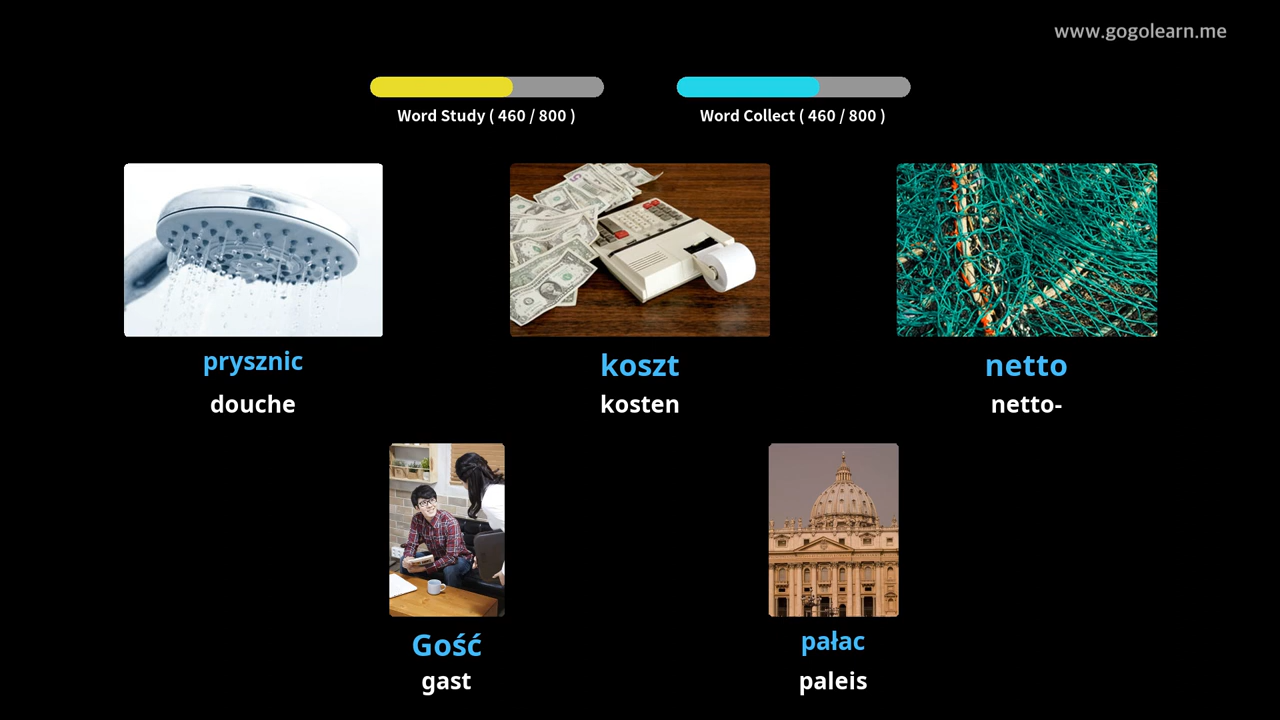 www.gogolearn.me
Word Study ( 460 / 800 )
Word Collect ( 460 / 800 )
prysznic
koszt
netto
douche
kosten
netto-
Gość
pałac
gast
paleis